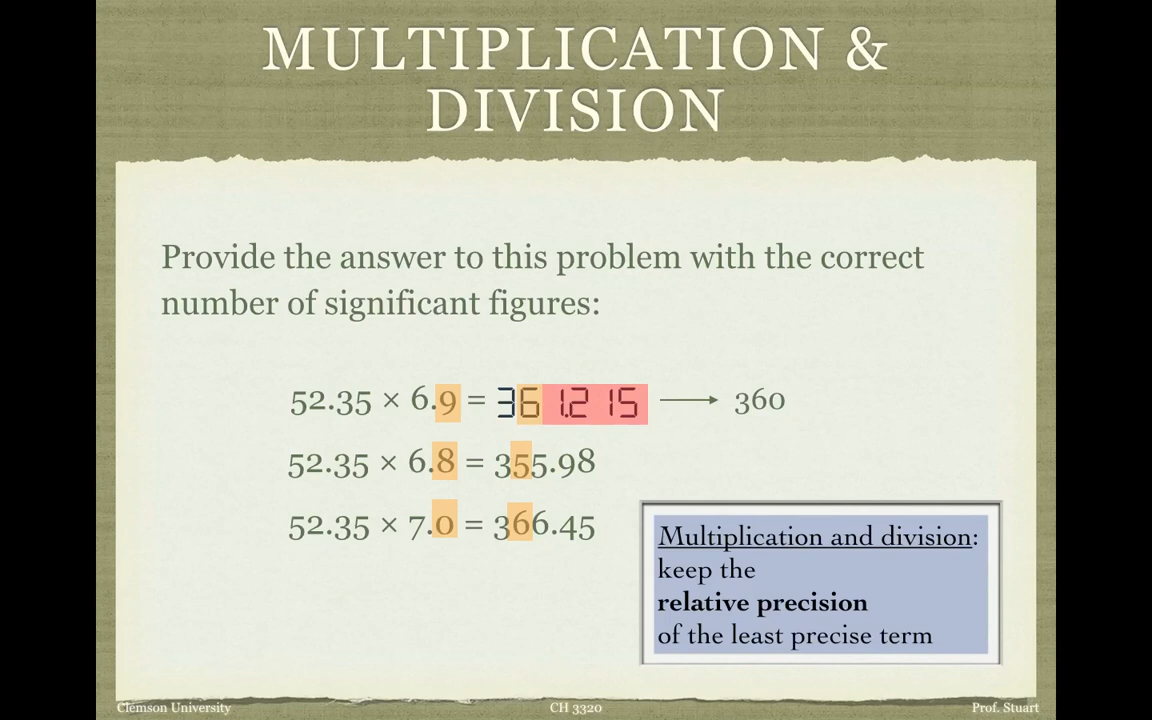 MULTIPLICATION &
DIVISION
Provide the answer to this problem with the correct
number of significant figures:
52.35 × 6.9 = 361.215 → 360
52.35 × 6.8 = 355.98
52.35 × 7.0 = 366.45
Multiplication and division:
keep the
relative precision
of the least precise term
Clemson University CH 3320 Prof. Stuart